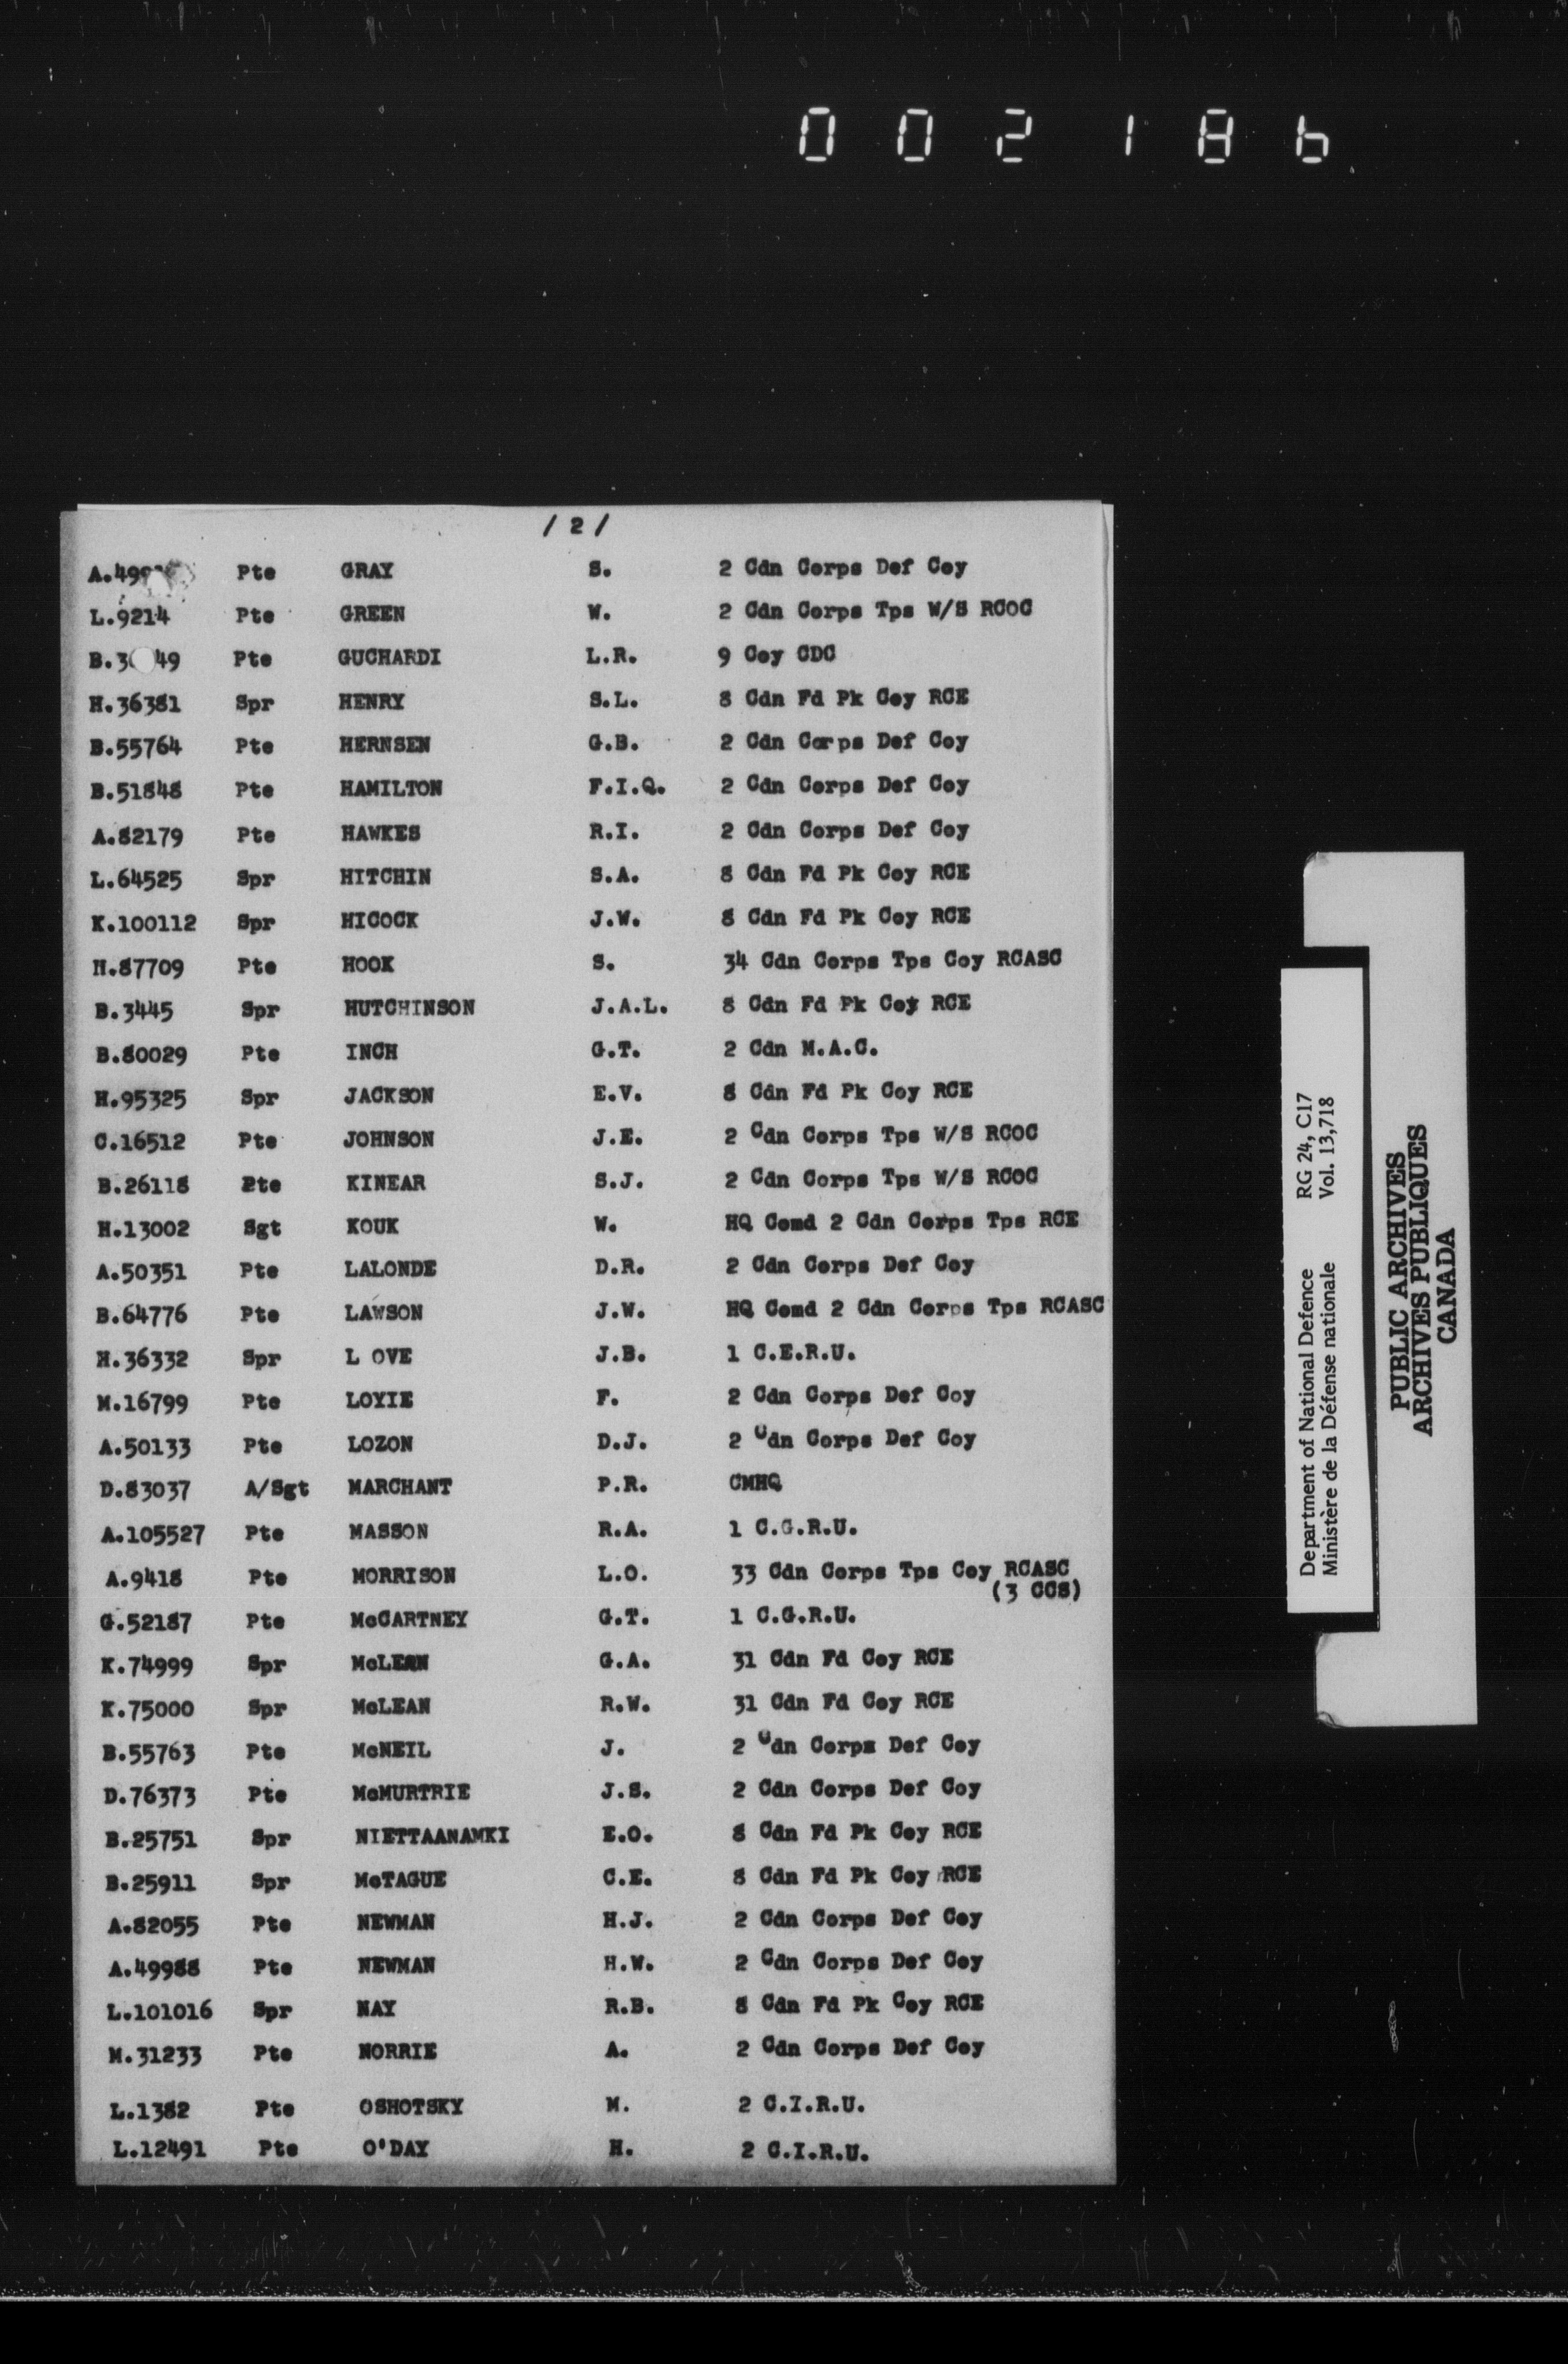 002186
/ 2 /
Pte GRAY S. 2 Cdn Corps Def Coy
L.9214 Pte GREEN W. 2 Cdn Corps Tps W/S RCOC
Pte GUCHARDI L.R. 9 Coy CDC
H.36381 Spr HENRY S.L. 8 Cdn Fd Pk Coy RCE
B.55764 Pte HERNSEN G.B. 2 Cdn Corps Def Coy
B.51848 Pte HAMILTON F.I.Q. 2 Cdn Corps Def Coy
A.82179 Pte HAWKES R.I. 2 Cdn Corps Def Coy
L.64525 Spr HITCHIN S.A. 8 Cdn Fd Pk Coy RCE
K.100112 Spr HICOCK J.W. 8 Cdn Fd Pk Coy RCE
H.87709 Pte HOOK S. 34 Cdn Corps Tps Coy RCASC
B.3445 Spr HUTCHINSON J.A.L. 8 Cdn Fd Pk Coy RCE
B.80029 Pte INCH G.T. 2 Cdn M.A.C.
H.95325 Spr JACKSON E.V. 8 Cdn Fd Pk Coy RCE
C.16512 Pte JOHNSON J.E. 2 Cdn Corps Tps W/S RCOC
B.26118 Pte KINEAR S.J. 2 Cdn Corps Tps W/S RCOC
H.13002 Sgt KOUK W. HQ Comd 2 Cdn Corps Tps RCE
A.50351 Pte LALONDE D.R. 2 Cdn Corps Def Coy
B.64776 Pte LAWSON J.W. HQ Comd 2 Cdn Corps Tps RCASC
H.36332 Spr L OVE J.B. 1 C.E.R.U.
M.16799 Pte LOYIE F. 2 Cdn Corps Def Coy
A.50133 Pte LOZON D.J. 2 Cdn Corps Def Coy
D.83037 A/Sgt MARCHANT P.R. CMHQ
A.105527 Pte MASSON R.A. 1 C.G.R.U.
A.9418 Pte MORRISON L.O. 33 Cdn Corps Tps Coy RCASC
(3 CCS)
G.52187 Pte McCARTNEY G.T. 1 C.G.R.U.
K.74999 Spr McLEAN G.A. 31 Cdn Fd Coy RCE
K.75000 Spr McLEAN R.W. 31 Cdn Fd Coy RCE
B.55763 Pte McNEIL J. 2 Cdn Corps Def Coy
D.76373 Pte McMURTRIE J.S. 2 Cdn Corps Def Coy
B.25751 Spr NIETTAANAMKI E.O. 8 Cdn Fd Pk Coy RCE
B.25911 Spr McTAGUE C.E. 8 Cdn Fd Pk Coy RCE
A.82055 Pte NEWMAN H.J. 2 Cdn Corps Def Coy
A.49988 Pte NEWMAN H.W. 2 Cdn Corps Def Coy
L.101016 Spr NAY R.B. 8 Cdn Fd Pk Coy RCE
M.31233 Pte NORRIE A. 2 Cdn Corps Def Coy
L.1382 Pte OSHOTSKY M. 2 C.I.R.U.
L.12491 Pte O'DAY H. 2 C.I.R.U.
Department of National Defence RG 24, C17
Ministère de la Défense nationale Vol. 13,718
PUBLIC ARCHIVES
ARCHIVES PUBLIQUES
CANADA